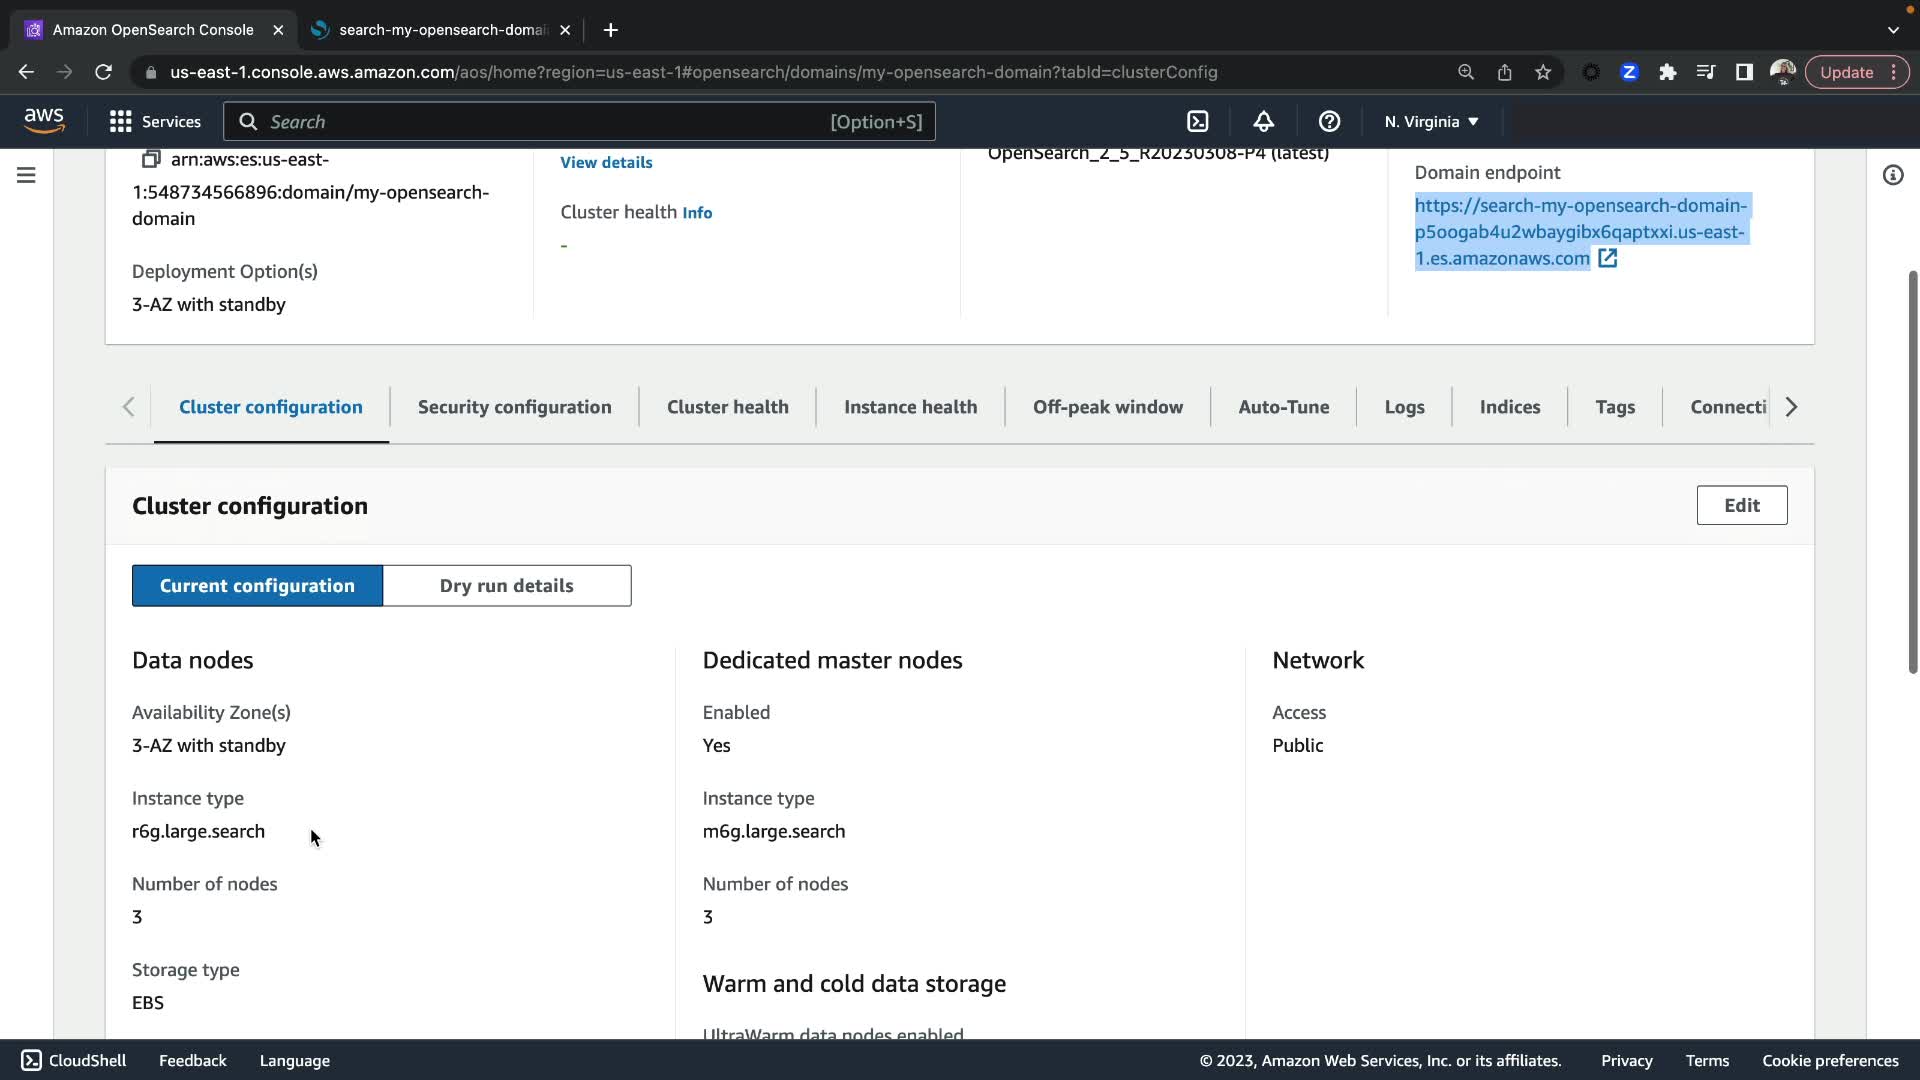 Amazon OpenSearch Console
search-my-opensearch-domai
us-east-1.console.aws.amazon.com/aos/home?region=us-east-1#opensearch/domains/my-opensearch-domain?tabId=clusterConfig
Z
Update
aws
Services
Search
[Option+S]
N. Virginia
arn:aws:es:us-east-
1:548734566896:domain/my-opensearch-
domain
Deployment Option(s)
3-AZ with standby
View details
Cluster health Info
-
OpenSearch_2_5_R20230308-P4 (latest)
Domain endpoint
https://search-my-opensearch-domain-
p5oogab4u2wbaygibx6qaptxxi.us-east-
1.es.amazonaws.com
Cluster configuration
Security configuration
Cluster health
Instance health
Off-peak window
Auto-Tune
Logs
Indices
Tags
Connecti
Cluster configuration
Edit
Current configuration
Dry run details
Data nodes
Availability Zone(s)
3-AZ with standby
Instance type
r6g.large.search
Number of nodes
3
Storage type
EBS
Dedicated master nodes
Enabled
Yes
Instance type
m6g.large.search
Number of nodes
3
Warm and cold data storage
UltraWarm data nodes enabled
Network
Access
Public
CloudShell
Feedback
Language
© 2023, Amazon Web Services, Inc. or its affiliates.
Privacy
Terms
Cookie preferences